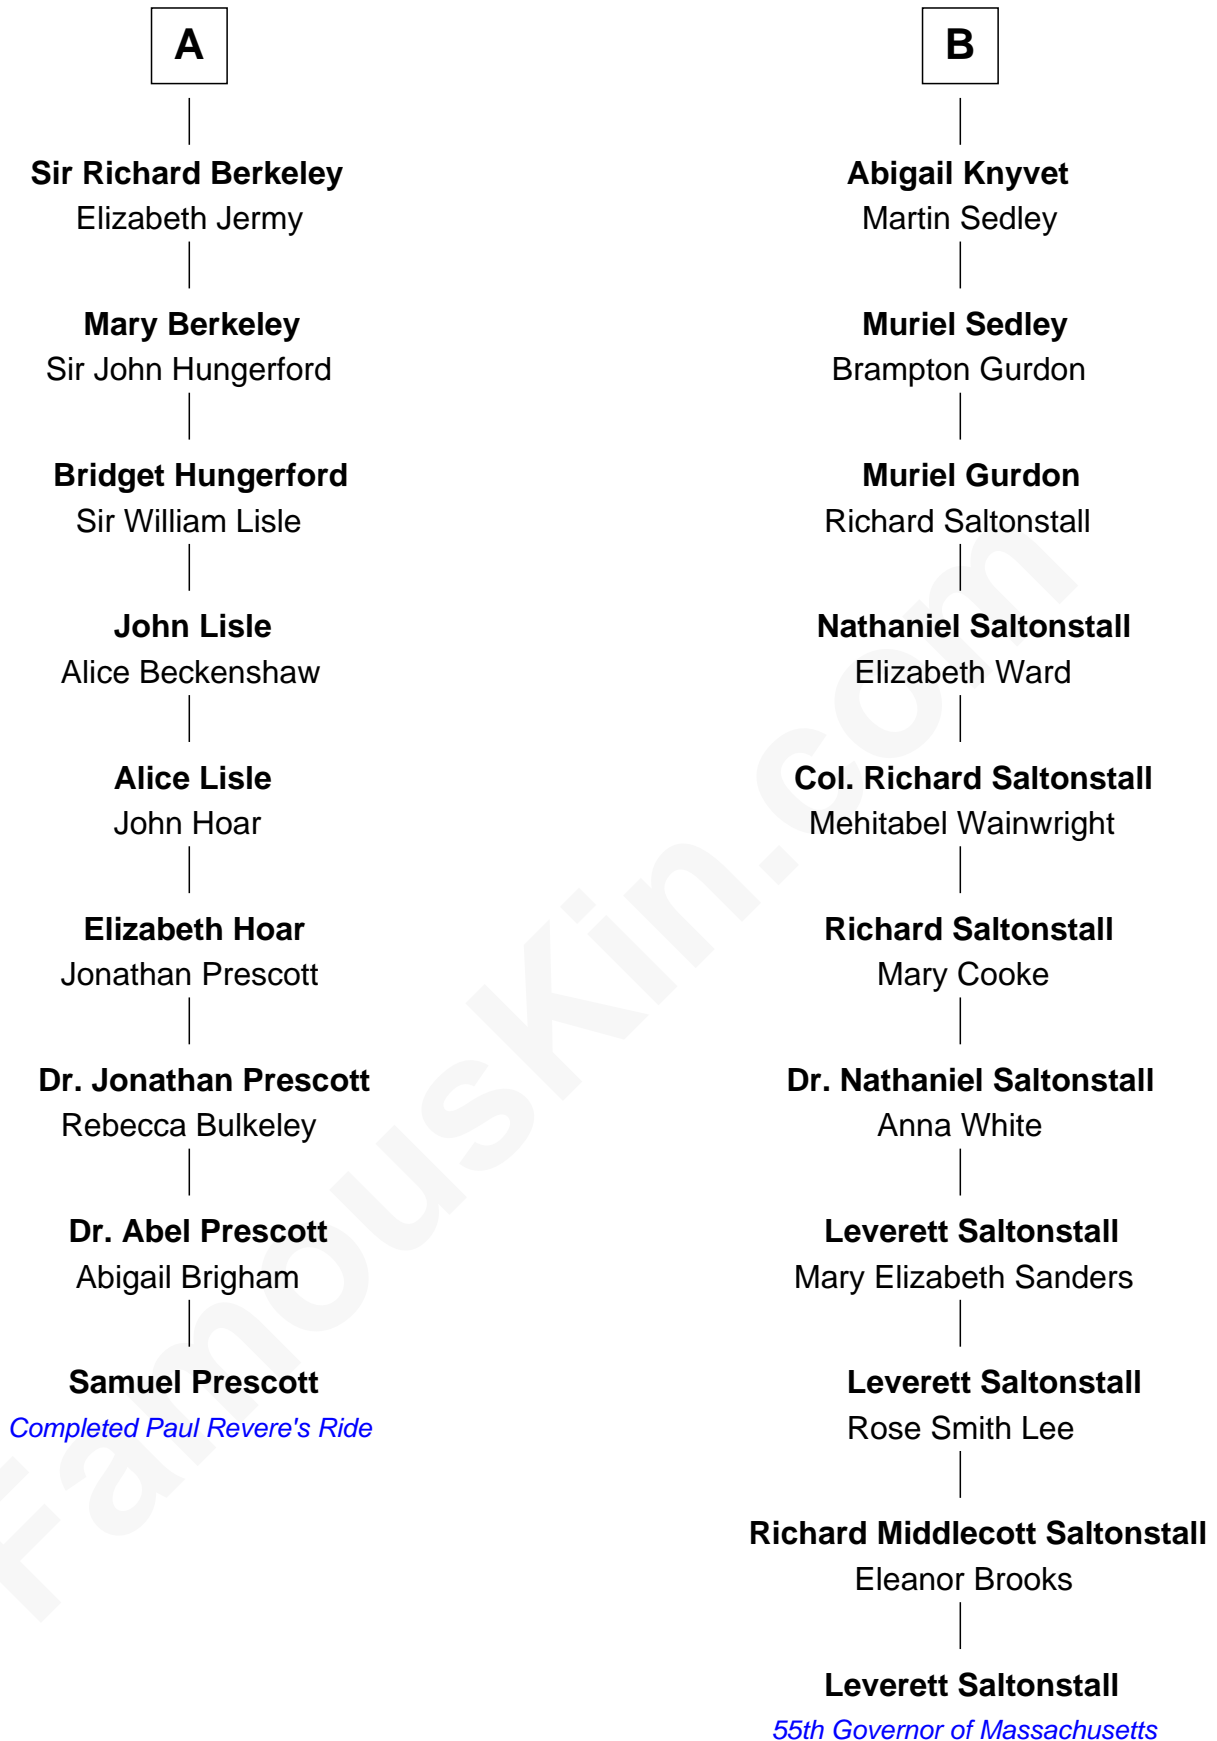 A
Sir Richard Berkeley
Elizabeth Jermy
Mary Berkeley
Sir John Hungerford
Bridget Hungerford
Sir William Lisle
John Lisle
Alice Beckenshaw
Alice Lisle
John Hoar
Elizabeth Hoar
Jonathan Prescott
Dr. Jonathan Prescott
Rebecca Bulkeley
Dr. Abel Prescott
Abigail Brigham
Samuel Prescott
Completed Paul Revere's Ride
B
Abigail Knyvet
Martin Sedley
Muriel Sedley
Brampton Gurdon
Muriel Gurdon
Richard Saltonstall
Nathaniel Saltonstall
Elizabeth Ward
Col. Richard Saltonstall
Mehitabel Wainwright
Richard Saltonstall
Mary Cooke
Dr. Nathaniel Saltonstall
Anna White
Leverett Saltonstall
Mary Elizabeth Sanders
Leverett Saltonstall
Rose Smith Lee
Richard Middlecott Saltonstall
Eleanor Brooks
Leverett Saltonstall
55th Governor of Massachusetts
FamousKin.com